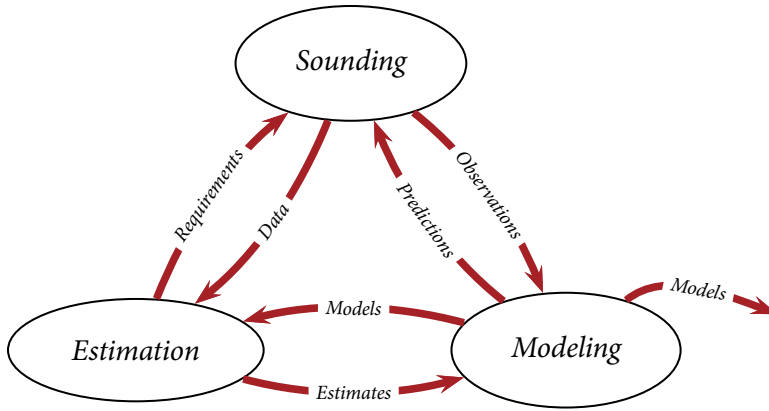 Sounding
Requirements
Data
Predictions
Observations
Models
Models
Estimation
Modeling
Estimates